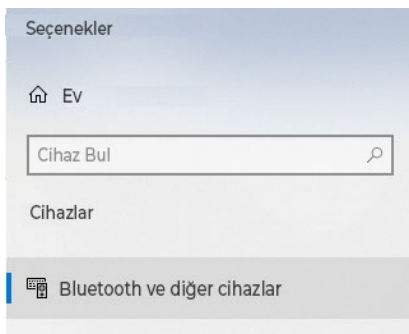 Seçenekler
Ev
Cihaz Bul
Cihazlar
Bluetooth ve diğer cihazlar